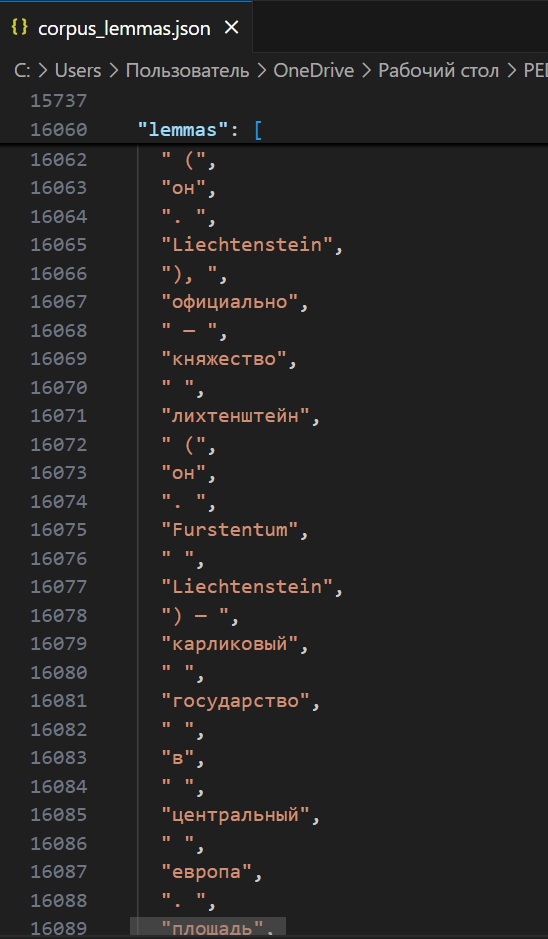 {} corpus_lemmas.json ×
C: > Users > Пользователь > OneDrive > Рабочий стол >
15737
16060 "lemmas": [
16062 " (",
16063 "он",
16064 ". ",
16065 "Liechtenstein",
16066 "), ",
16067 "официально",
16068 " — ",
16069 "княжество",
16070 " ",
16071 "лихтенштейн",
16072 " (",
16073 "он",
16074 ". ",
16075 "Furstentum",
16076 " ",
16077 "Liechtenstein",
16078 ") — ",
16079 "карликовый",
16080 " ",
16081 "государство",
16082 " ",
16083 "в",
16084 " ",
16085 "центральный",
16086 " ",
16087 "европа",
16088 ". ",
16089 "площадь",